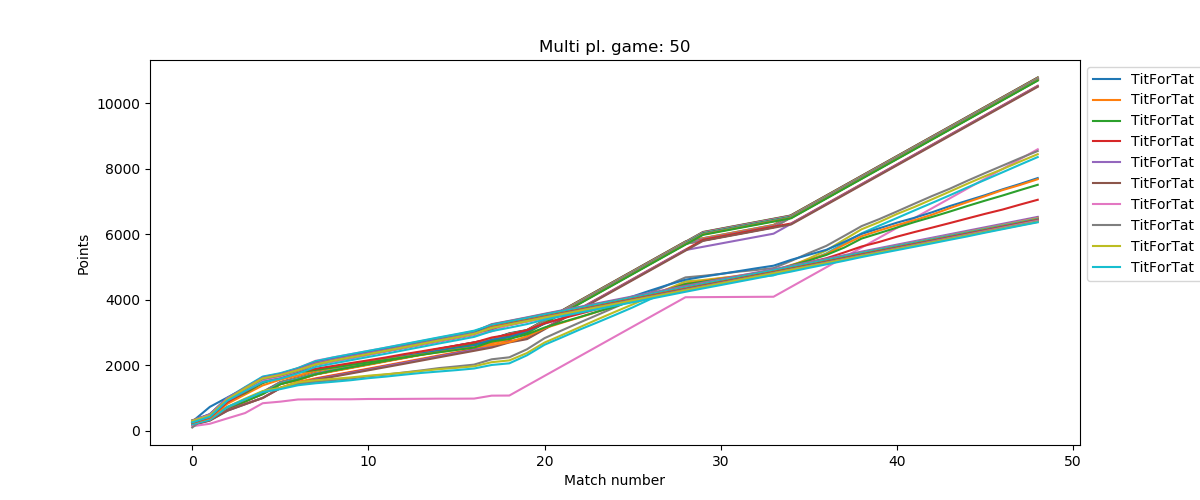 Multi pl. game: 50
Points
10000
8000
6000
4000
2000
0
0 10 20 30 40 50
Match number
TitForTat
TitForTat
TitForTat
TitForTat
TitForTat
TitForTat
TitForTat
TitForTat
TitForTat
TitForTat